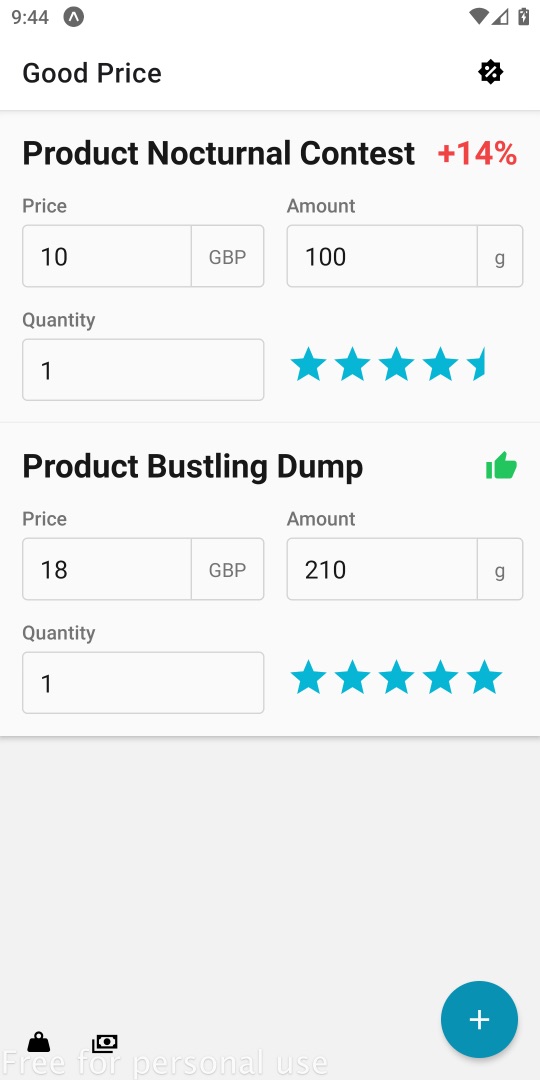 9:44
Good Price
Product Nocturnal Contest +14%
Price Amount
10 GBP 100 g
Quantity
1
Product Bustling Dump
Price Amount
18 GBP 210 g
Quantity
1
Free for personal use